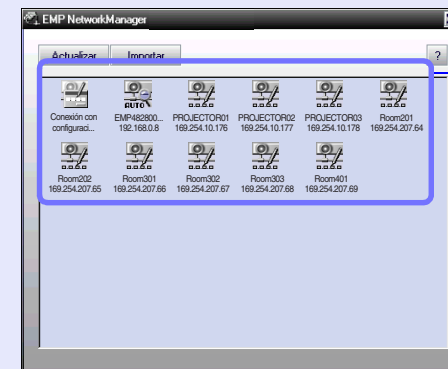 EMP NetworkManager
Actualizar Importar ?
Conexión con configuraci...
AUTO EMP482800... 192.168.0.8
PROJECTOR01 169.254.10.176
PROJECTOR02 169.254.10.177
PROJECTOR03 169.254.10.178
Room201 169.254.207.64
Room202 169.254.207.65
Room301 169.254.207.66
Room302 169.254.207.67
Room303 169.254.207.68
Room401 169.254.207.69